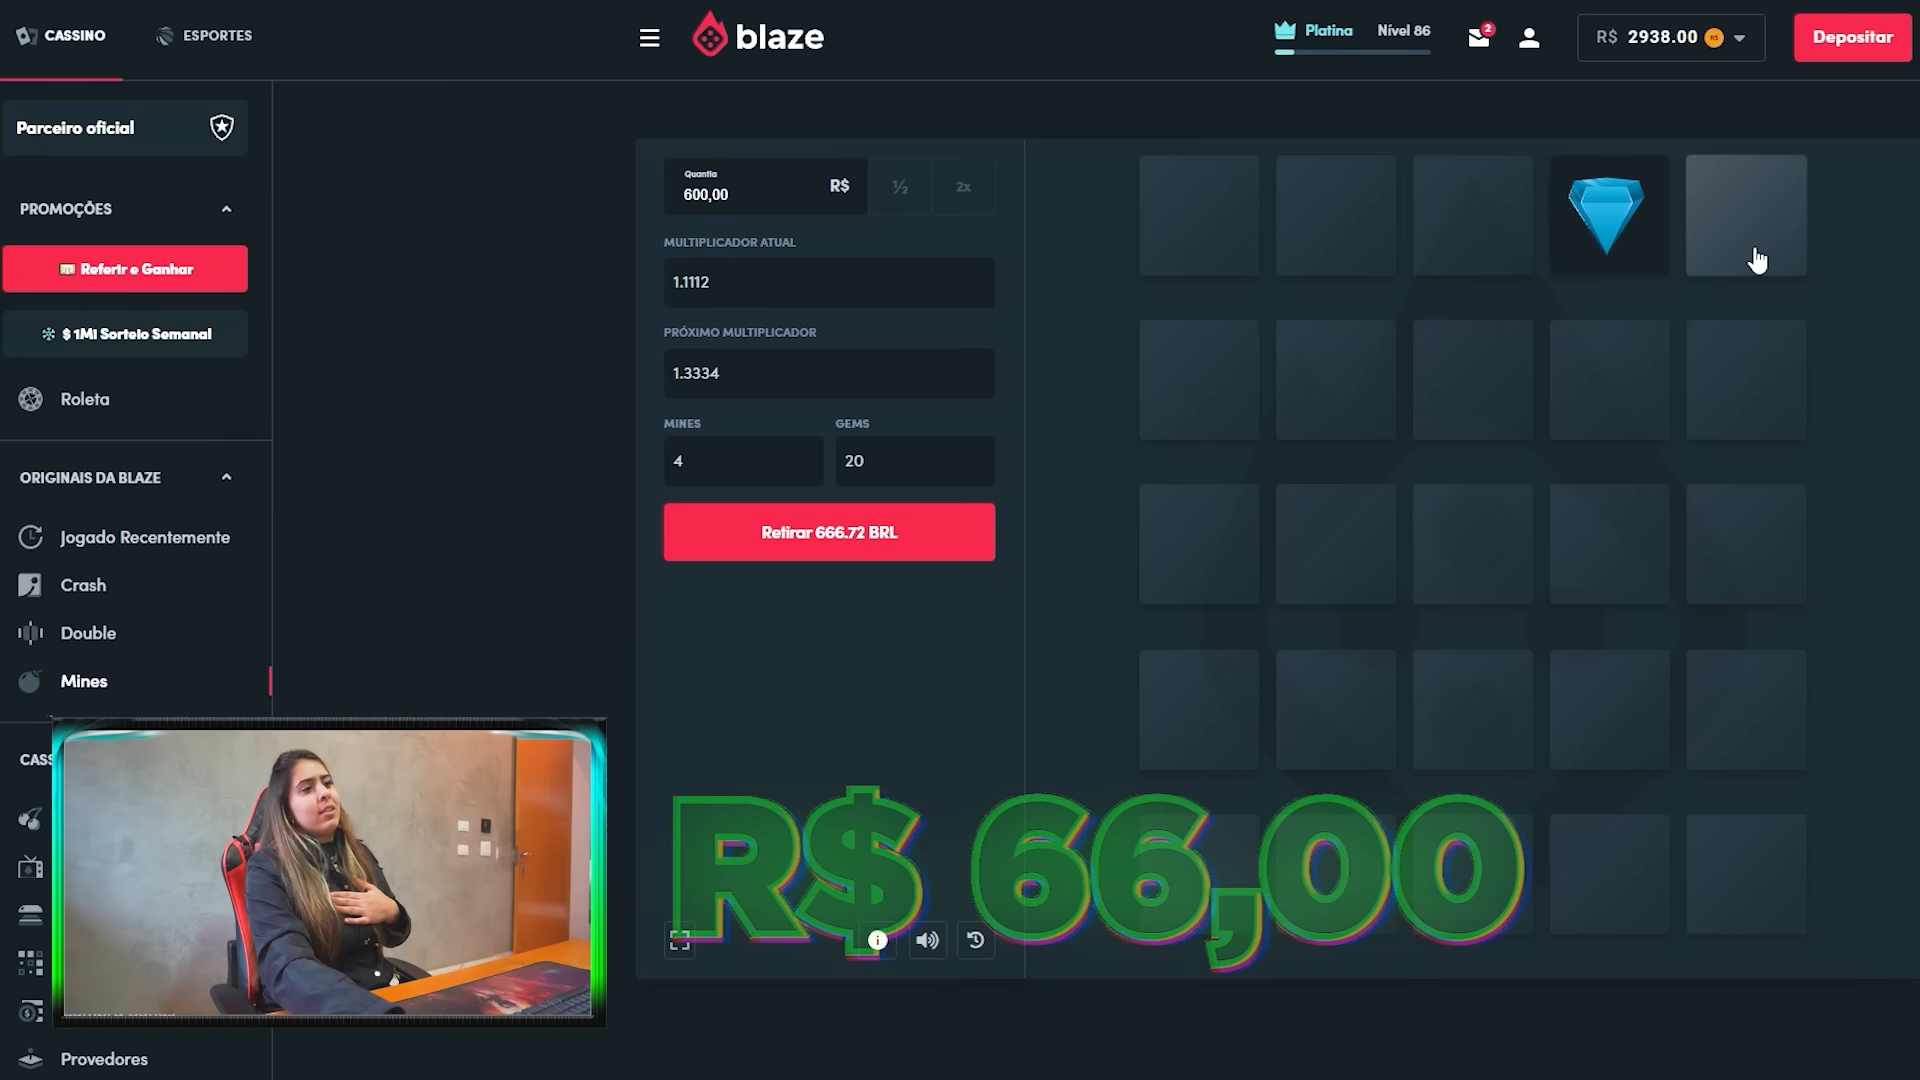 CASSINO
ESPORTES
blaze
Platina
Nível 86
2
R$ 2938.00
R$
Depositar
Parceiro oficial
PROMOÇÕES
Referir e Ganhar
$ 1Mi Sorteio Semanal
Roleta
ORIGINAIS DA BLAZE
Jogado Recentemente
Crash
Double
Mines
CASS
Provedores
Quantia
600,00
R$
½
2x
MULTIPLICADOR ATUAL
1.1112
PRÓXIMO MULTIPLICADOR
1.3334
MINES
GEMS
4
20
Retirar 666.72 BRL
R$ 66,00